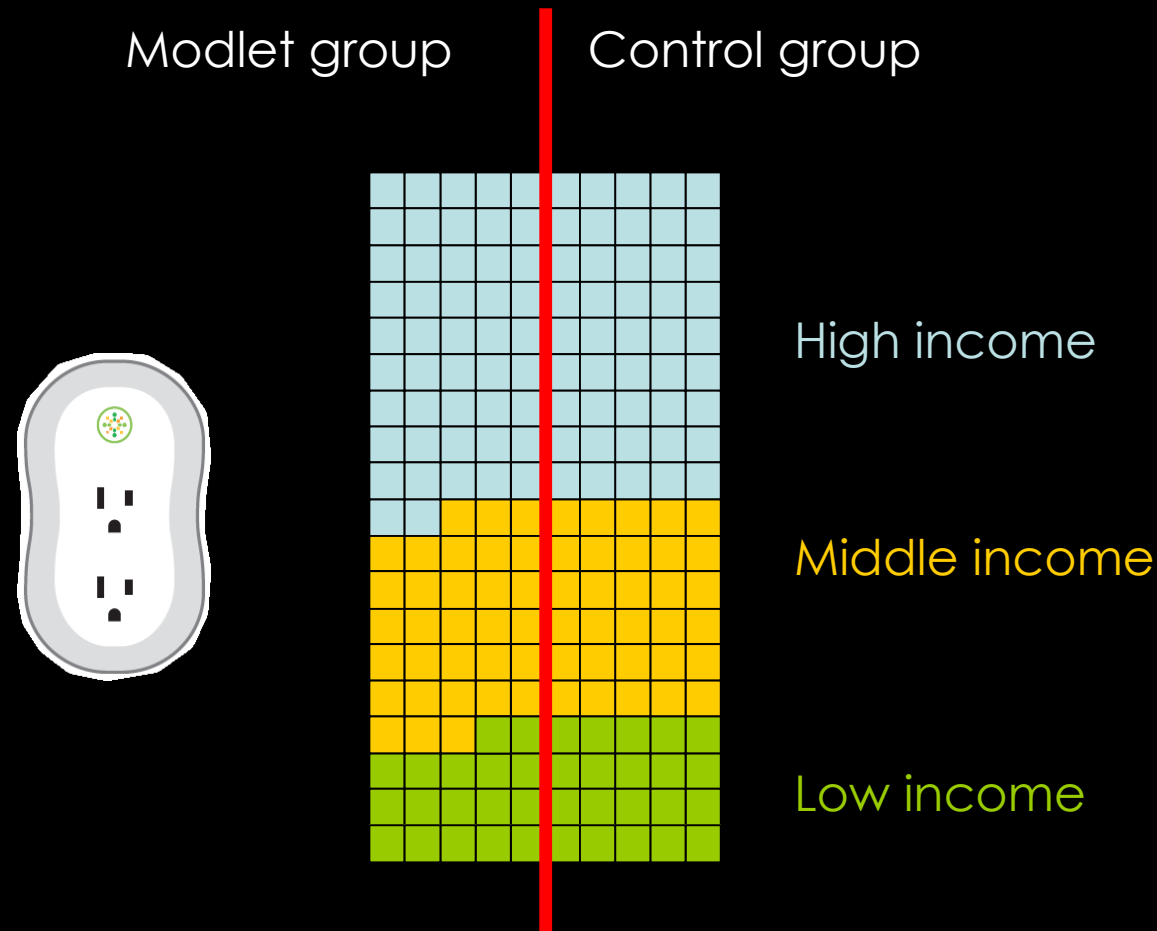 Modlet group
Control group
High income
Middle income
Low income